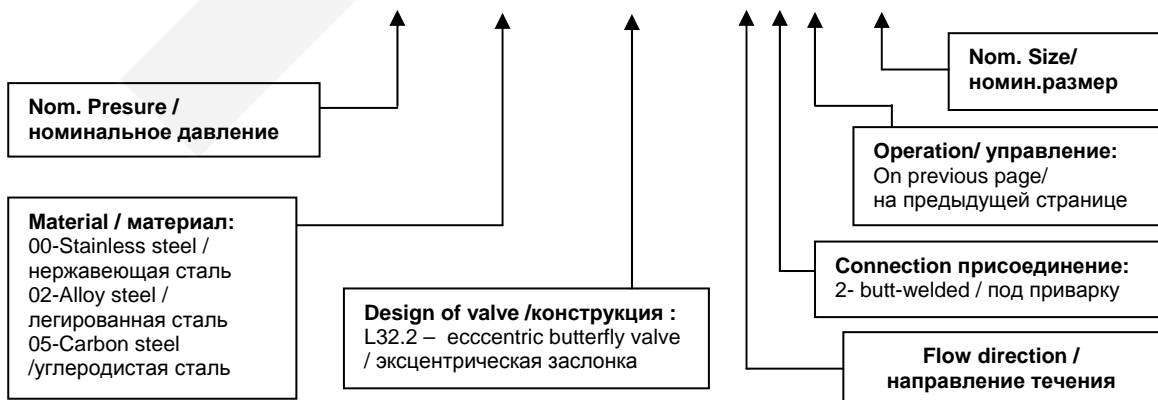 Nom. Size/
номин.размер
Nom. Presure /
номинальное давление
Operation/ управление:
On previous page/
на предыдущей странице
Material / материал:
00-Stainless steel /
нержавеющая сталь
02-Alloy steel /
легированная сталь
05-Carbon steel
/углеродистая сталь
Connection присоединение:
2- butt-welded / под приварку
Design of valve /конструкция :
L32.2 – ecccentric butterfly valve
/ эксцентрическая заслонка
Flow direction /
направление течения